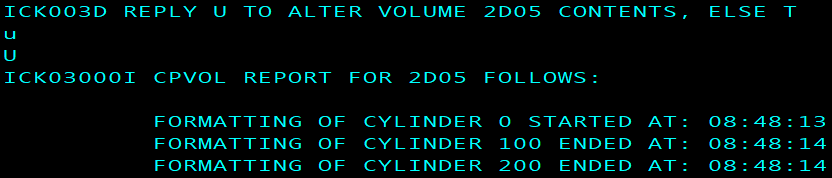 ICK003D REPLY U TO ALTER VOLUME 2D05 CONTENTS, ELSE T
u
U
ICK03000I CPVOL REPORT FOR 2D05 FOLLOWS:
FORMATTING OF CYLINDER 0 STARTED AT: 08:48:13
FORMATTING OF CYLINDER 100 ENDED AT: 08:48:14
FORMATTING OF CYLINDER 200 ENDED AT: 08:48:14